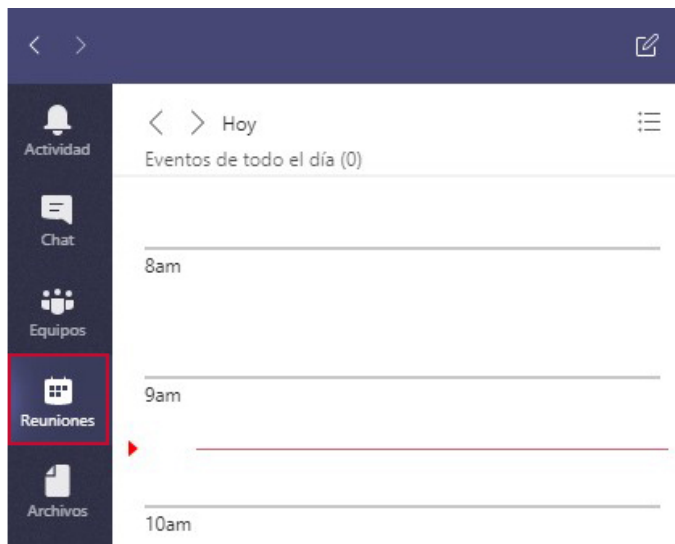 Actividad
Chat
Equipos
Reuniones
Archivos
Hoy
Eventos de todo el día (0)
8am
9am
10am